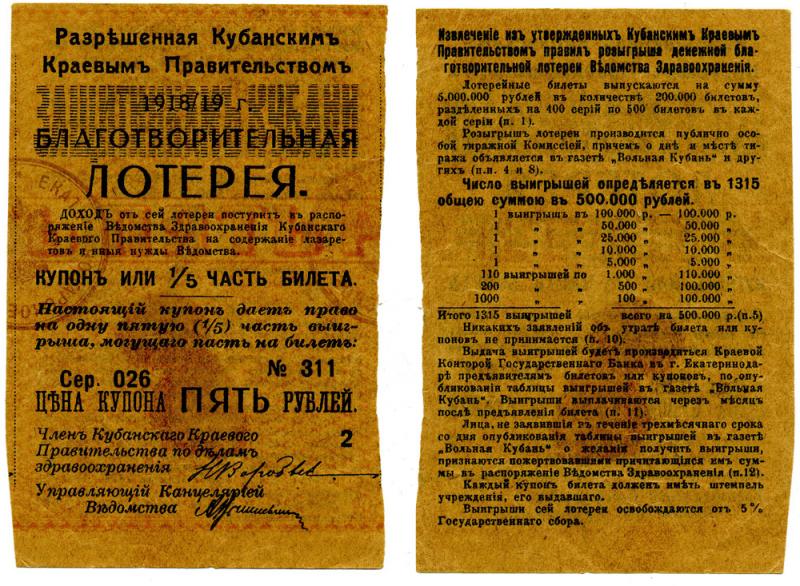 Разрѣшенная Кубанскимъ
Краевымъ Правительствомъ
ЗАЩИТНИКАМЪ КУБАНИ
1918/19 г.
БЛАГОТВОРИТЕЛЬНАЯ
ЛОТЕРЕЯ.
ДОХОДЪ отъ сей лотерея поступитъ въ распо-
ряженіе Вѣдомства Здравоохраненія Кубанскаго
Краевого Правительства на содержаніе лазаре-
товъ и иныя нужды Вѣдомства.
КУПОНЪ ИЛИ 1/5 ЧАСТЬ БИЛЕТА.
Настоящій купонъ даетъ право
на одну пятую (1/5) часть выиг-
рыша, могущаго пасть на билетъ:
Сер. 026 № 311
ЦѢНА КУПОНА ПЯТЬ РУБЛЕЙ.
Членъ Кубанскаго Краевого 2
Правительства по дѣламъ
здравоохраненія
Управляющій Канцеляріей
Вѣдомства
Извлеченіе изъ утвержденныхъ Кубанскимъ Краевымъ
Правительствомъ правилъ розыгрыша денежной бла-
готворительной лотереи Вѣдомства Здравоохраненія.
Лотерейные билеты выпускаются на сумму
5.000.000 рублей въ количествѣ 200.000 билетовъ,
раздѣленныхъ на 400 серій по 500 билетовъ въ каж-
дой серіи (п. 1).
Розыгрыш лотереи производится публично осо-
бой тиражной Комиссіей, причемъ о днѣ и мѣстѣ ти-
ража объявляется въ газетѣ „Вольная Кубань" и дру-
гихъ (п.п. 4 и 8).
Число выигрышей опредѣляется въ 1315
общею суммою въ 500.000 рублей.
1 выигрышъ въ 100.000 р. — 100.000 р.
1 „ „ 50.000 „ 50.000 „
1 „ „ 25.000 „ 25.000 „
1 „ „ 10.000 „ 10.000 „
1 „ „ 5.000 „ 5.000 „
110 выигрышей по 1.000 „ 110.000 „
200 „ „ 500 „ 100.000 „
1000 „ „ 100 „ 100.000 „
Итого 1315 выигрышей всего на 500.000 р.(п.5)
Никакихъ заявленій объ утратѣ билета или ку-
поновъ не принимается (п. 10).
Выдача выигрышей будетъ производиться Краевой
Конторой Государственнаго Банка въ г. Екатеринода-
рѣ предъявителямъ билетовъ или купоновъ, по опу-
бликованіи таблицы выигрышей въ газетѣ „Вольная
Кубань". Выигрыши выплачиваются черезъ мѣсяцъ
послѣ предъявленія билета (п. 11).
Лица, не заявившія въ теченіе трехмѣсячнаго срока
со дня опубликованія таблицы выигрышей въ газетѣ
„Вольная Кубань" о желаніи получить выигрыши,
признаются пожертвовавшими причитающіяся имъ сум-
мы въ распоряженіе Вѣдомства Здравоохраненія (п.12).
Каждый купонъ билета долженъ имѣть штемпель
учрежденія, его выдавшаго.
Выигрыши сей лотереи освобождаются отъ 5%
Государственнаго сбора.